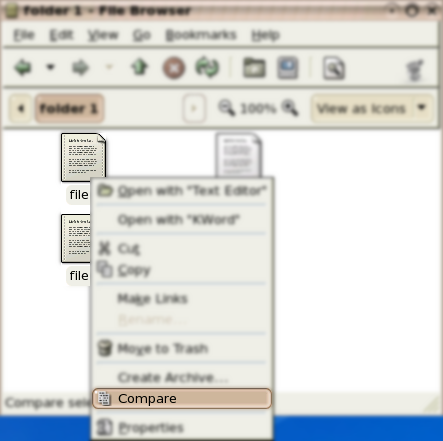 folder 1 - File Browser
File Edit View Go Bookmarks Help
folder 1 100% View as Icons
file
file
Open with "Text Editor"
Open with "KWord"
Cut
Copy
Make Links
Rename...
Move to Trash
Create Archive...
Compare
Properties
Compare sele